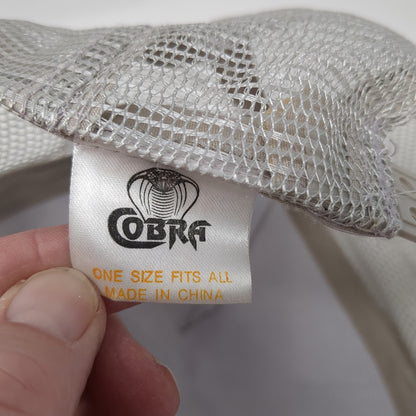 COBRA
ONE SIZE FITS ALL
MADE IN CHINA